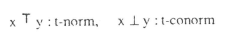 x ⊤ y : t-norm, x ⊥ y : t-conorm